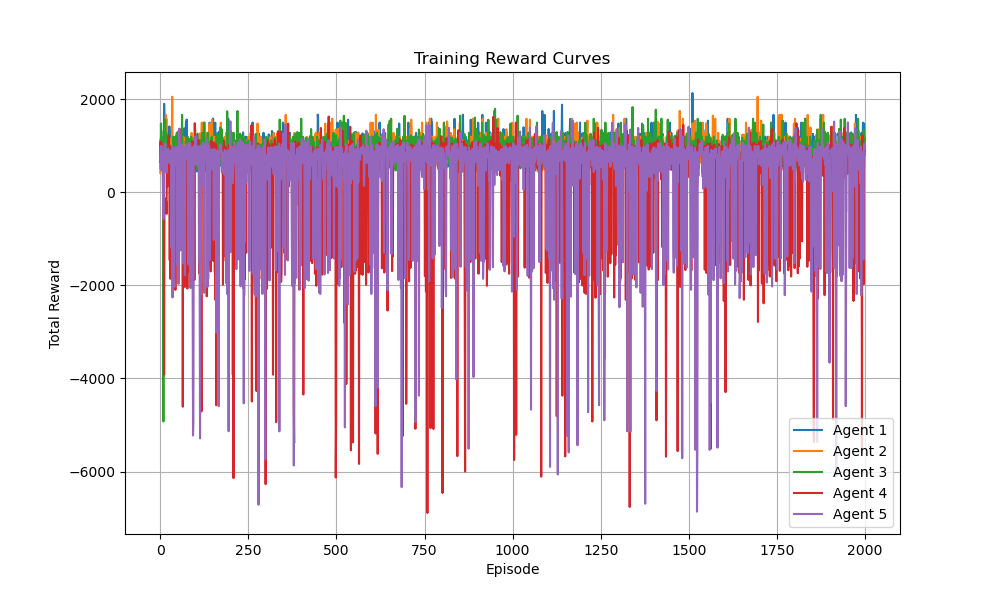 Training Reward Curves
Total Reward
2000
0
−2000
−4000
−6000
Agent 1
Agent 2
Agent 3
Agent 4
Agent 5
0 250 500 750 1000 1250 1500 1750 2000
Episode